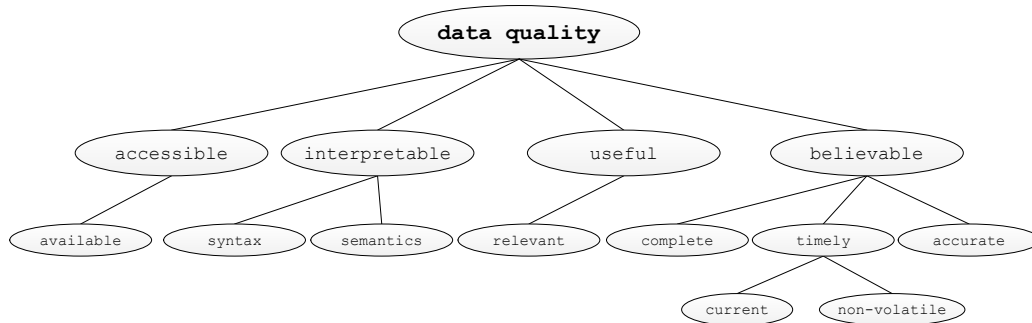 data quality
accessible
interpretable
useful
believable
available
syntax
semantics
relevant
complete
timely
accurate
current
non-volatile